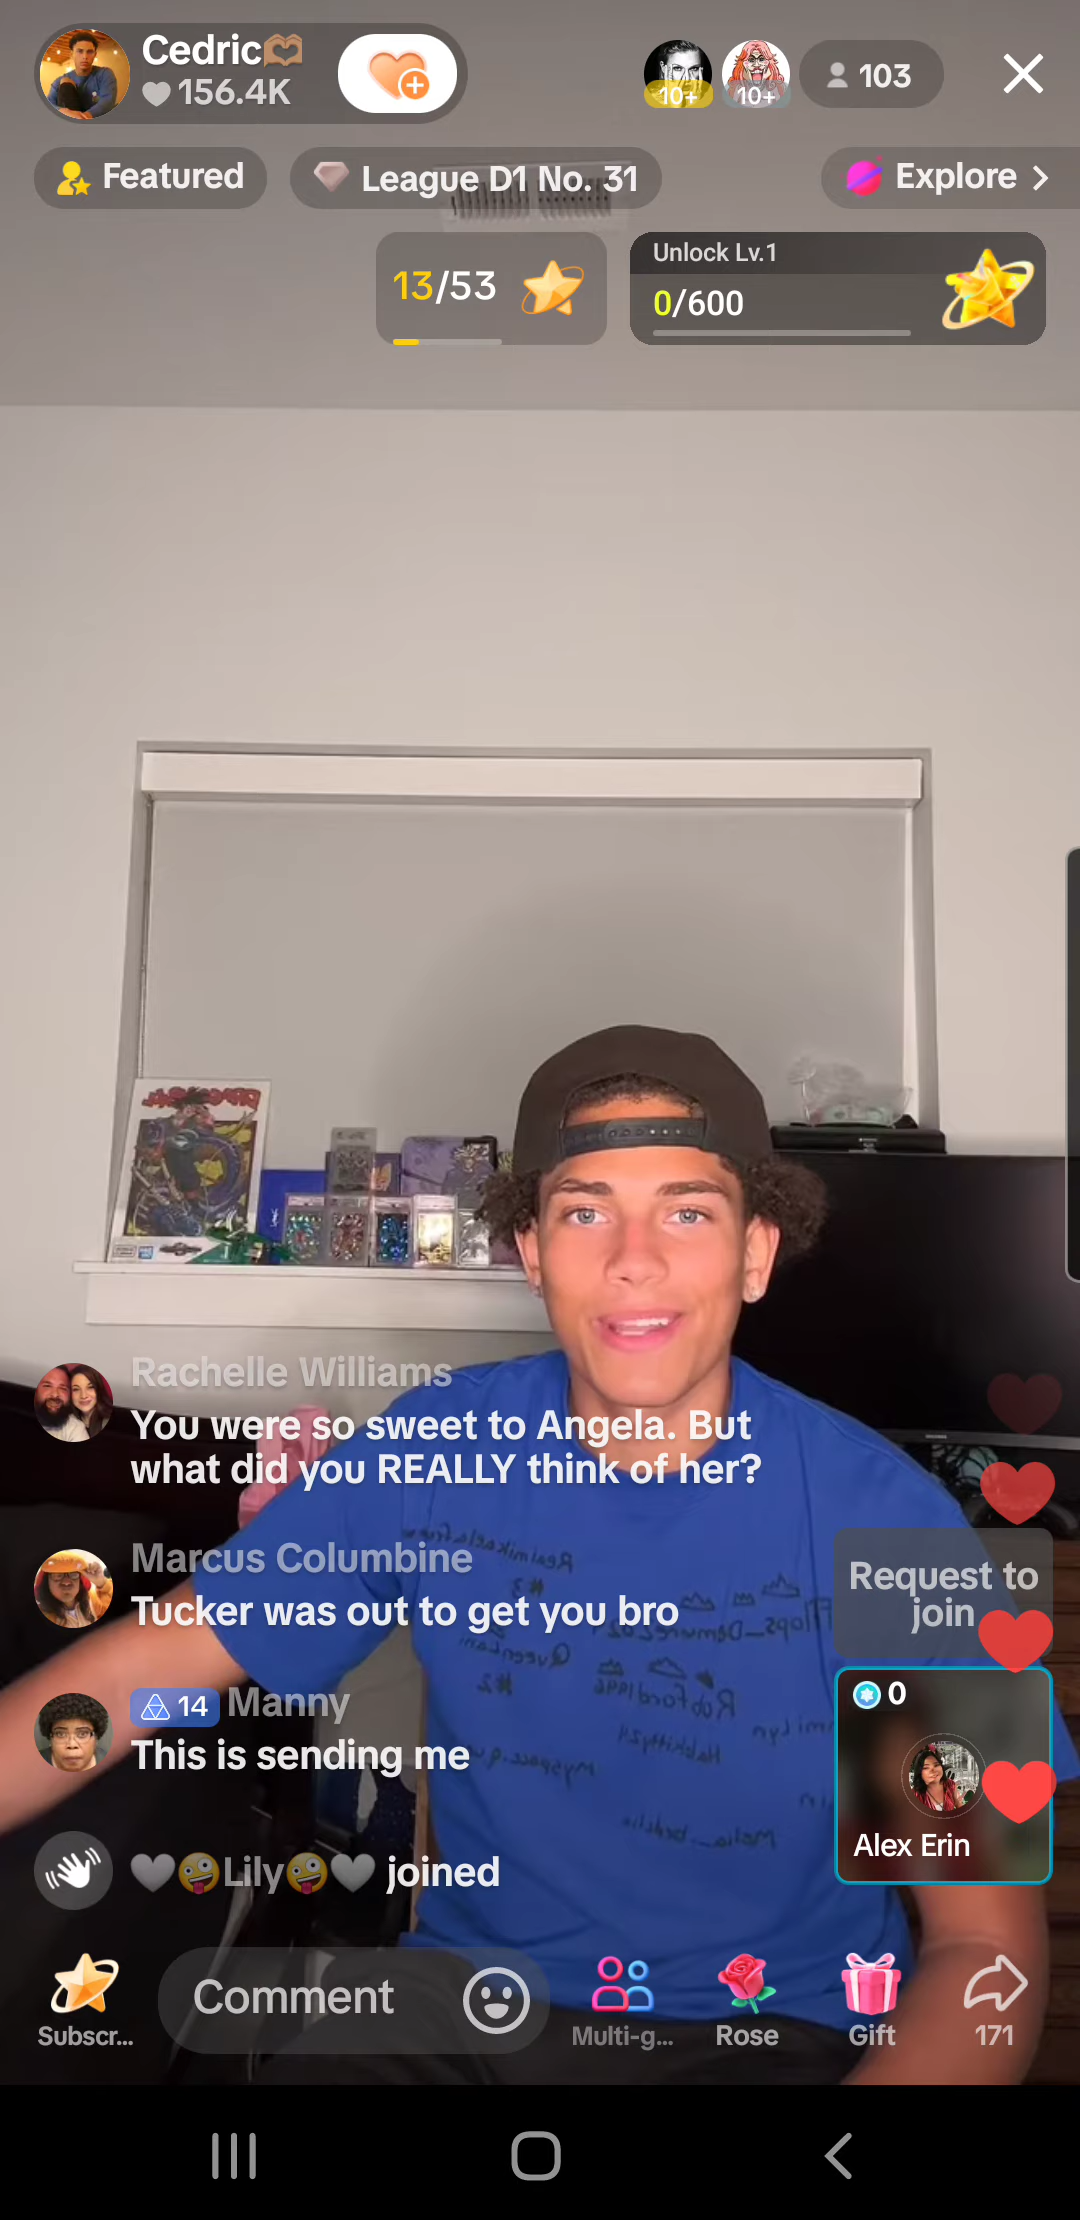 Cedric🫶🏽
156.4K
10+
10+
103
Featured
League D1 No. 31
Explore >
13/53
Unlock Lv.1
0/600
Rachelle Williams
You were so sweet to Angela. But
what did you REALLY think of her?
Marcus Columbine
Tucker was out to get you bro
14 Manny
This is sending me
🤍🤪Lily🤪🤍 joined
Request to
join
0
Alex Erin
Subscr...
Comment
Multi-g...
Rose
Gift
171